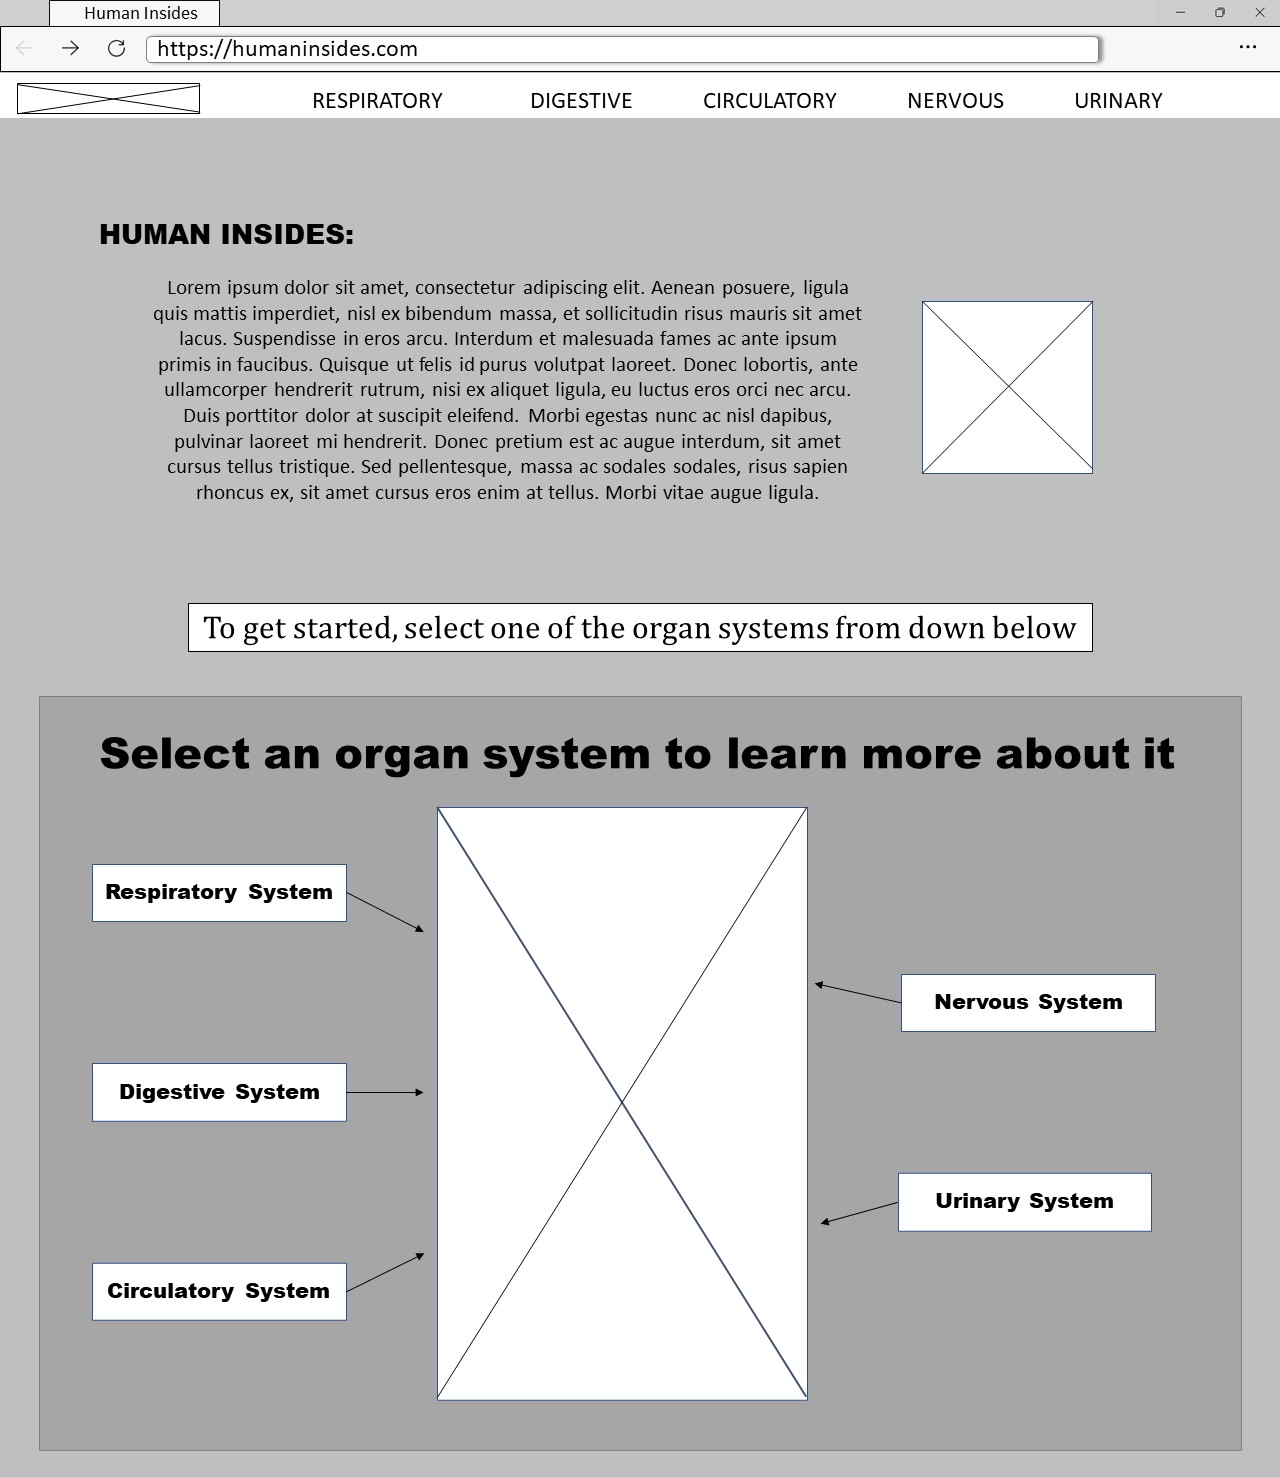 Human Insides
https://humaninsides.com
RESPIRATORY DIGESTIVE CIRCULATORY NERVOUS URINARY
HUMAN INSIDES:
Lorem ipsum dolor sit amet, consectetur adipiscing elit. Aenean posuere, ligula
quis mattis imperdiet, nisl ex bibendum massa, et sollicitudin risus mauris sit amet
lacus. Suspendisse in eros arcu. Interdum et malesuada fames ac ante ipsum
primis in faucibus. Quisque ut felis id purus volutpat laoreet. Donec lobortis, ante
ullamcorper hendrerit rutrum, nisi ex aliquet ligula, eu luctus eros orci nec arcu.
Duis porttitor dolor at suscipit eleifend. Morbi egestas nunc ac nisl dapibus,
pulvinar laoreet mi hendrerit. Donec pretium est ac augue interdum, sit amet
cursus tellus tristique. Sed pellentesque, massa ac sodales sodales, risus sapien
rhoncus ex, sit amet cursus eros enim at tellus. Morbi vitae augue ligula.
To get started, select one of the organ systems from down below
Select an organ system to learn more about it
Respiratory System
Nervous System
Digestive System
Urinary System
Circulatory System